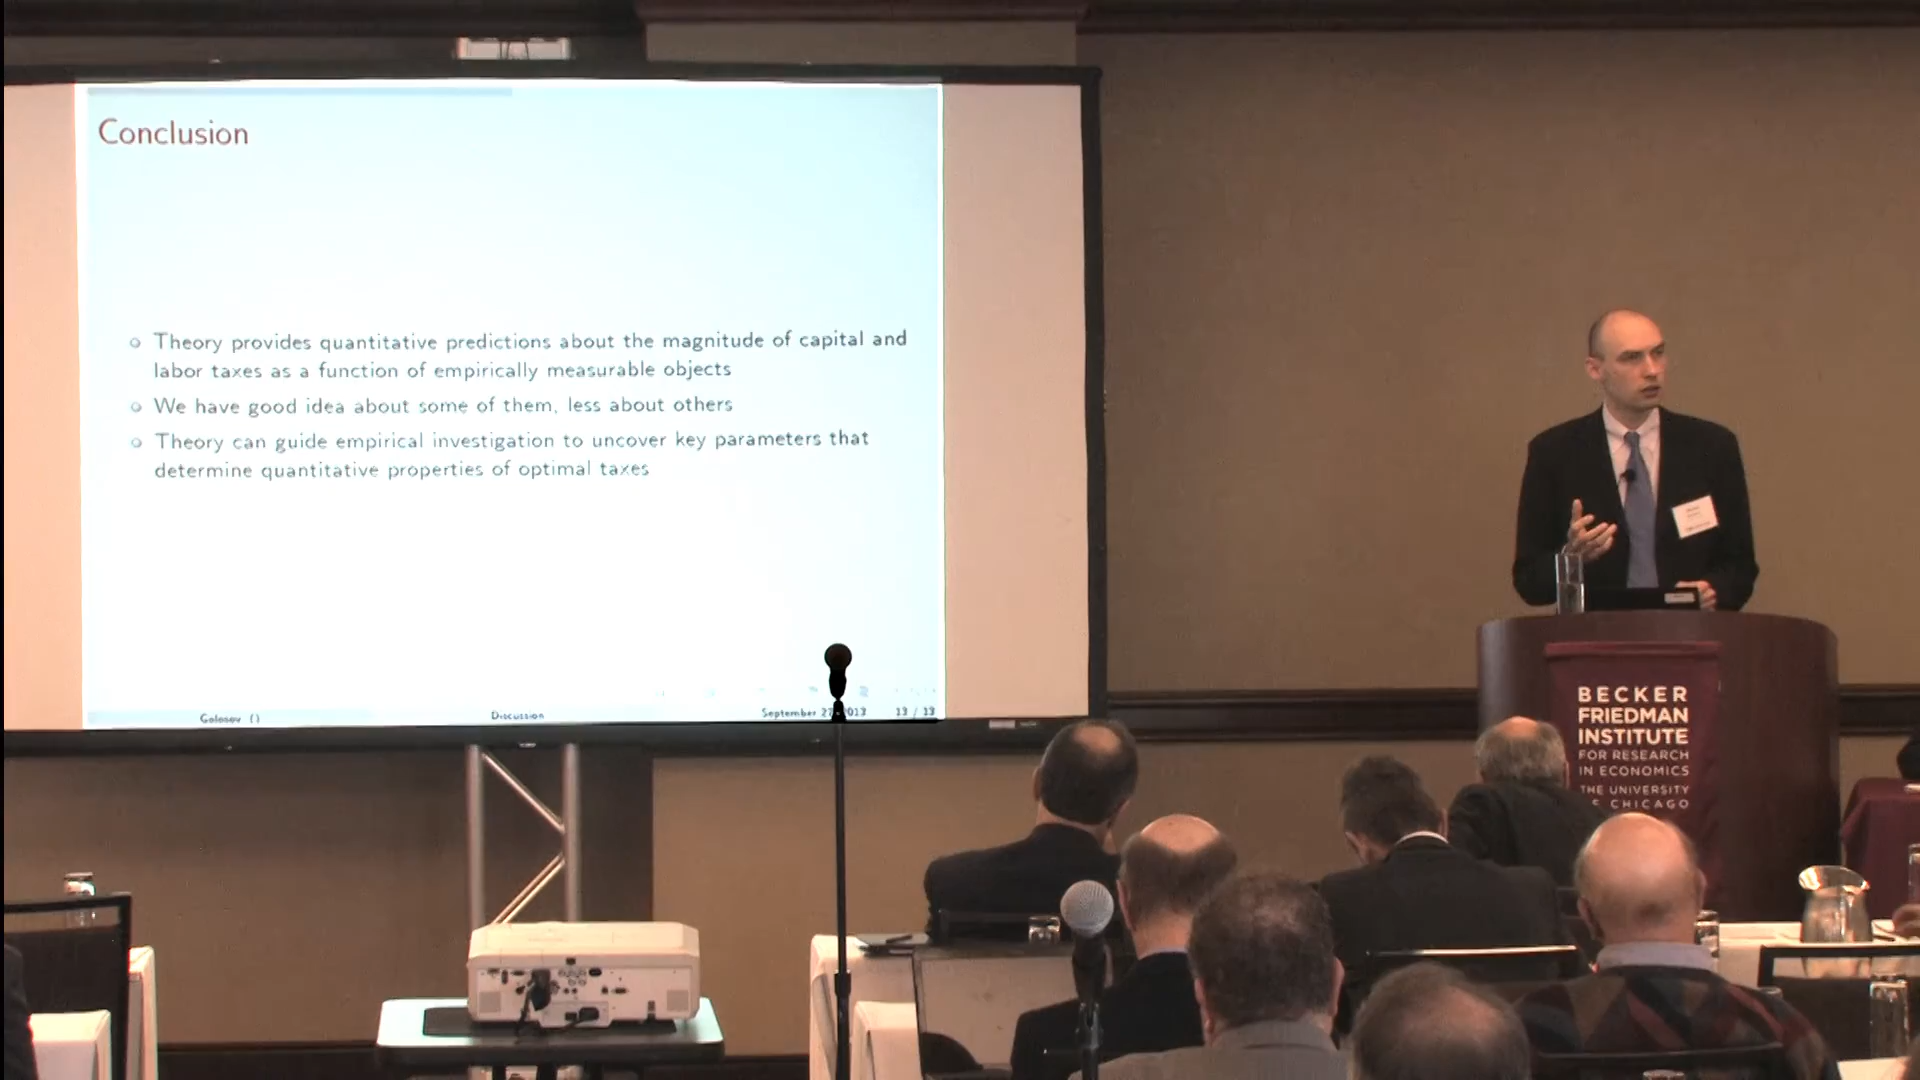 Conclusion
Theory provides quantitative predictions about the magnitude of capital and
labor taxes as a function of empirically measurable objects
We have good idea about some of them, less about others
Theory can guide empirical investigation to uncover key parameters that
determine quantitative properties of optimal taxes
Golosov ()
Discussion
September 27 2013
13 / 13
BECKER
FRIEDMAN
INSTITUTE
FOR RESEARCH
IN ECONOMICS
THE UNIVERSITY
CHICAGO